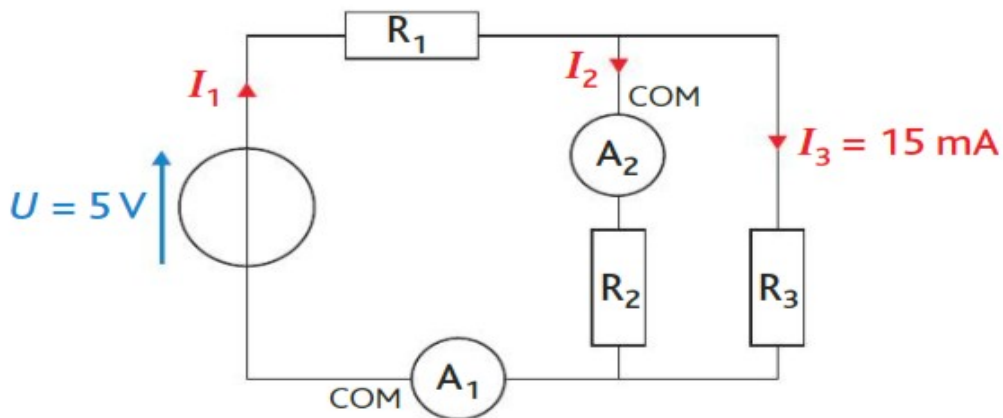 R1
I1
I2
COM
A2
I3 = 15 mA
U = 5 V
R2
R3
COM
A1